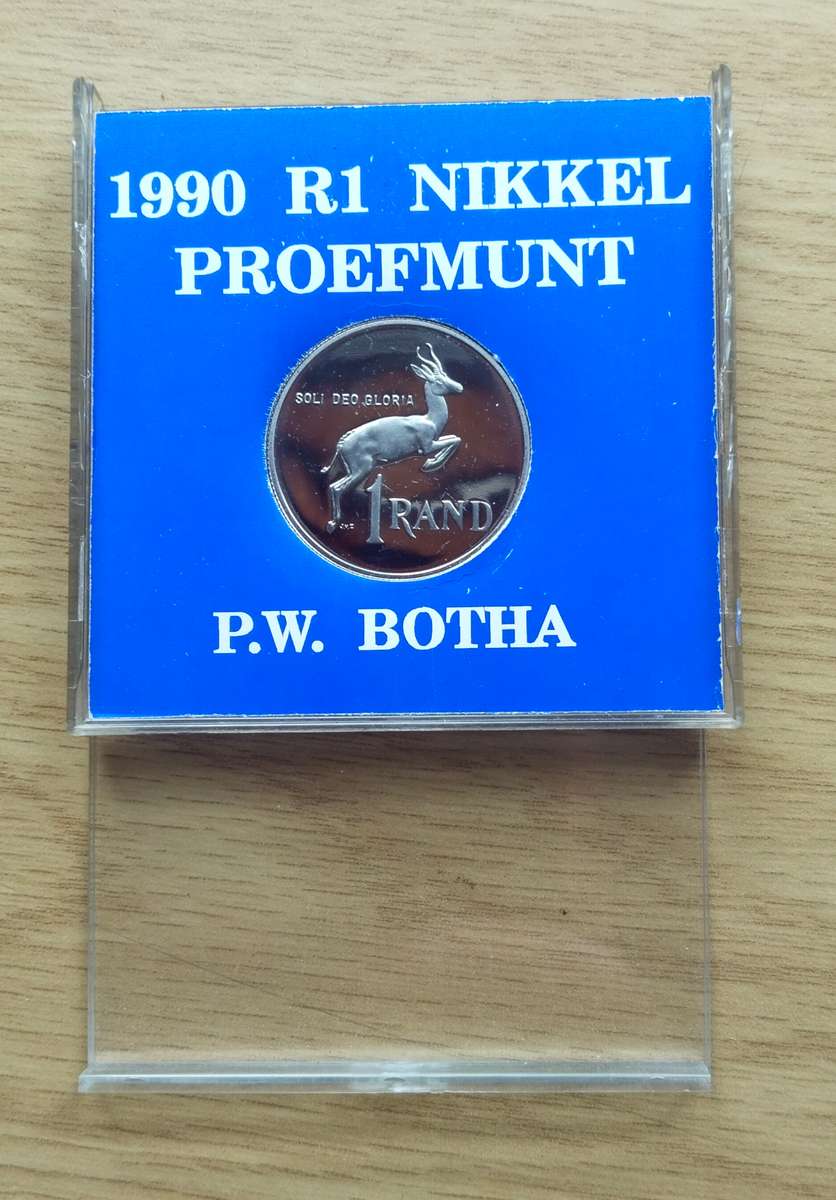 1990 R1 NIKKEL
PROEFMUNT
SOLI DEO GLORIA
1 RAND
P.W. BOTHA